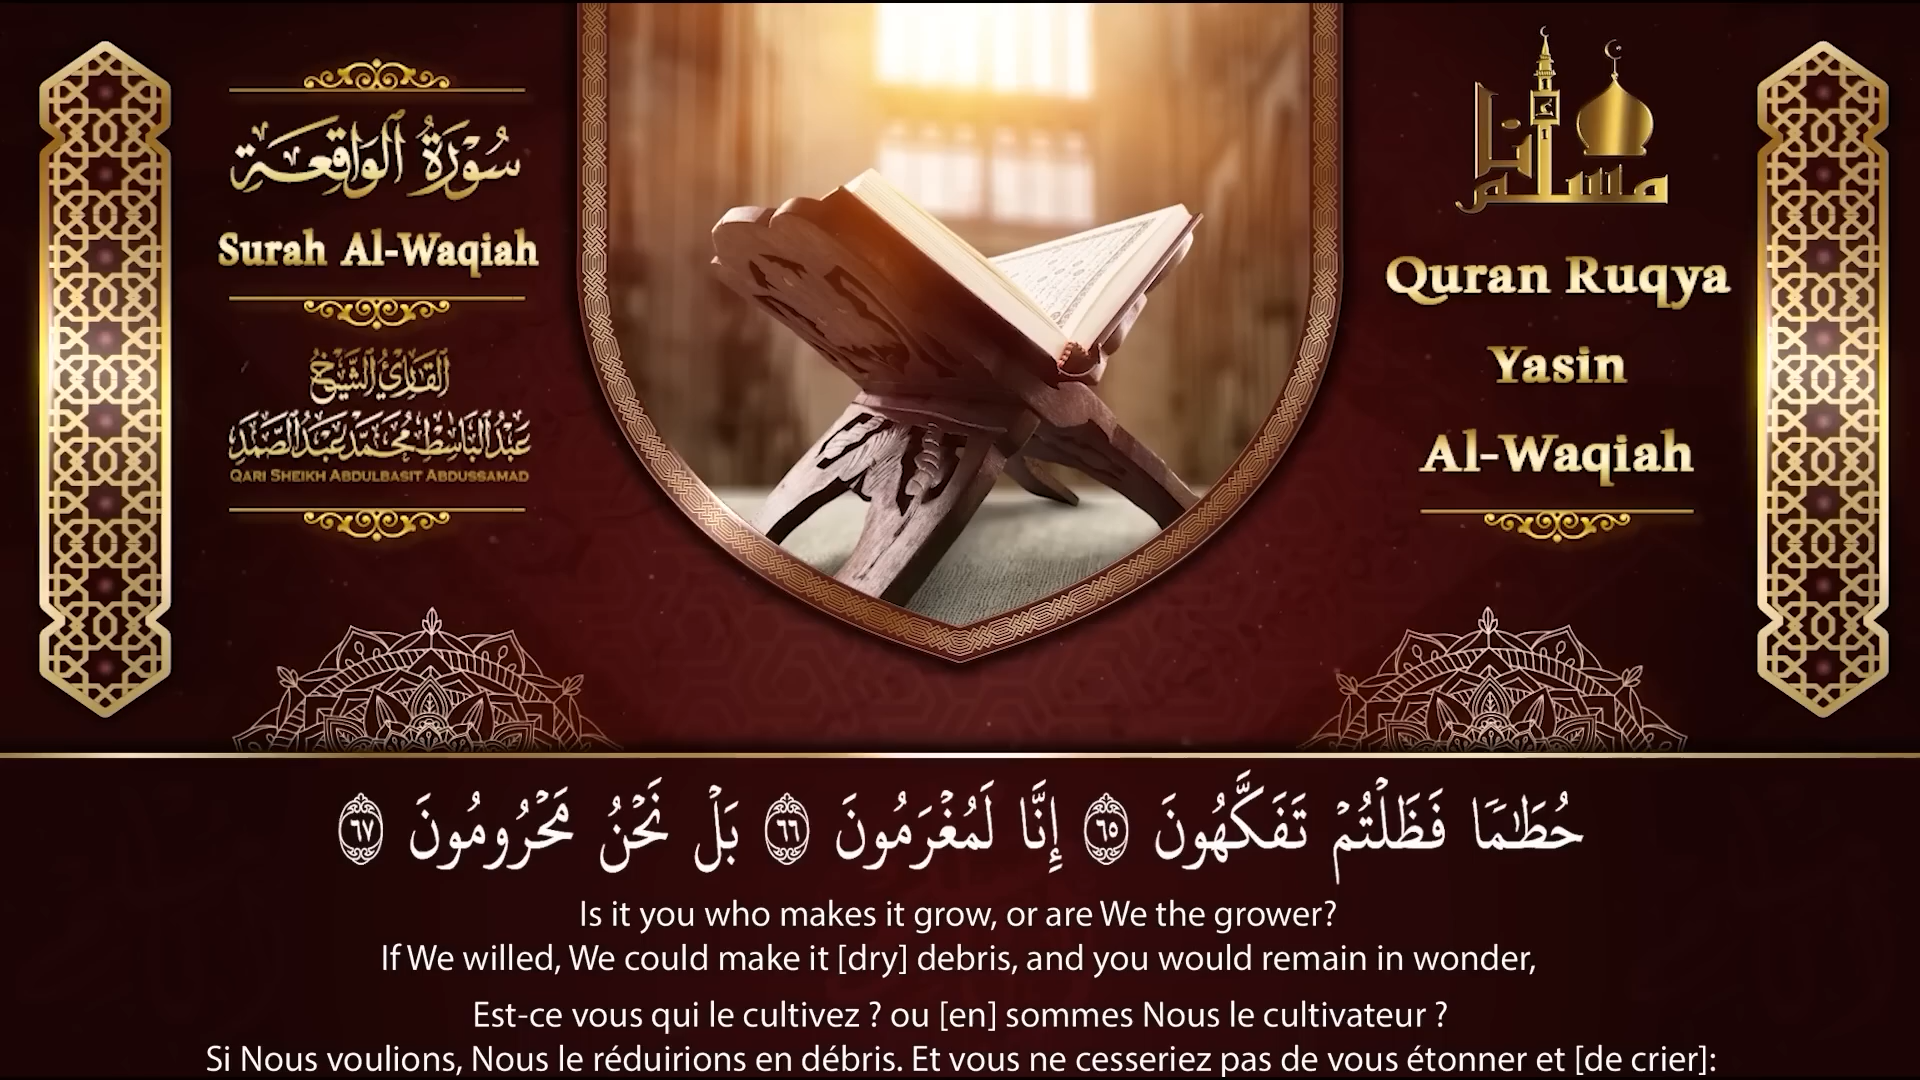 سُورَةُ ٱلْوَاقِعَةِ
Surah Al-Waqiah
القارئ الشيخ
عبد الباسط محمد عبد الصمد
QARI SHEIKH ABDULBASIT ABDUSSAMAD
مسلم انا
Quran Ruqya
Yasin
Al-Waqiah
حُطَٰمًا فَظَلْتُمْ تَفَكَّهُونَ ٦٥ إِنَّا لَمُغْرَمُونَ ٦٦ بَلْ نَحْنُ مَحْرُومُونَ ٦٧
Is it you who makes it grow, or are We the grower?
If We willed, We could make it [dry] debris, and you would remain in wonder,
Est-ce vous qui le cultivez ? ou [en] sommes Nous le cultivateur ?
Si Nous voulions, Nous le réduirions en débris. Et vous ne cesseriez pas de vous étonner et [de crier]: